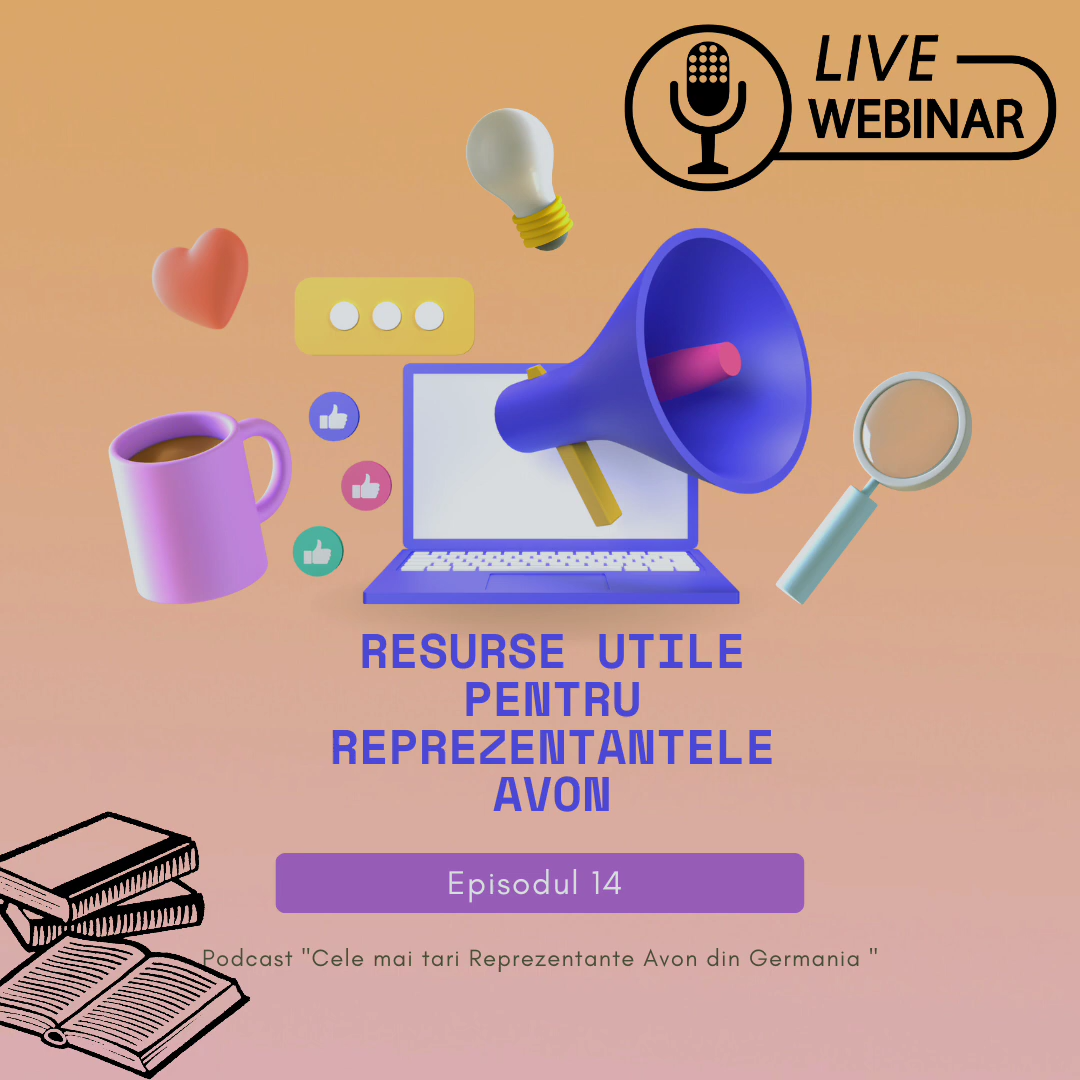 LIVE
WEBINAR
RESURSE UTILE
PENTRU
REPREZENTANTELE
AVON
Episodul 14
Podcast "Cele mai tari Reprezentante Avon din Germania "